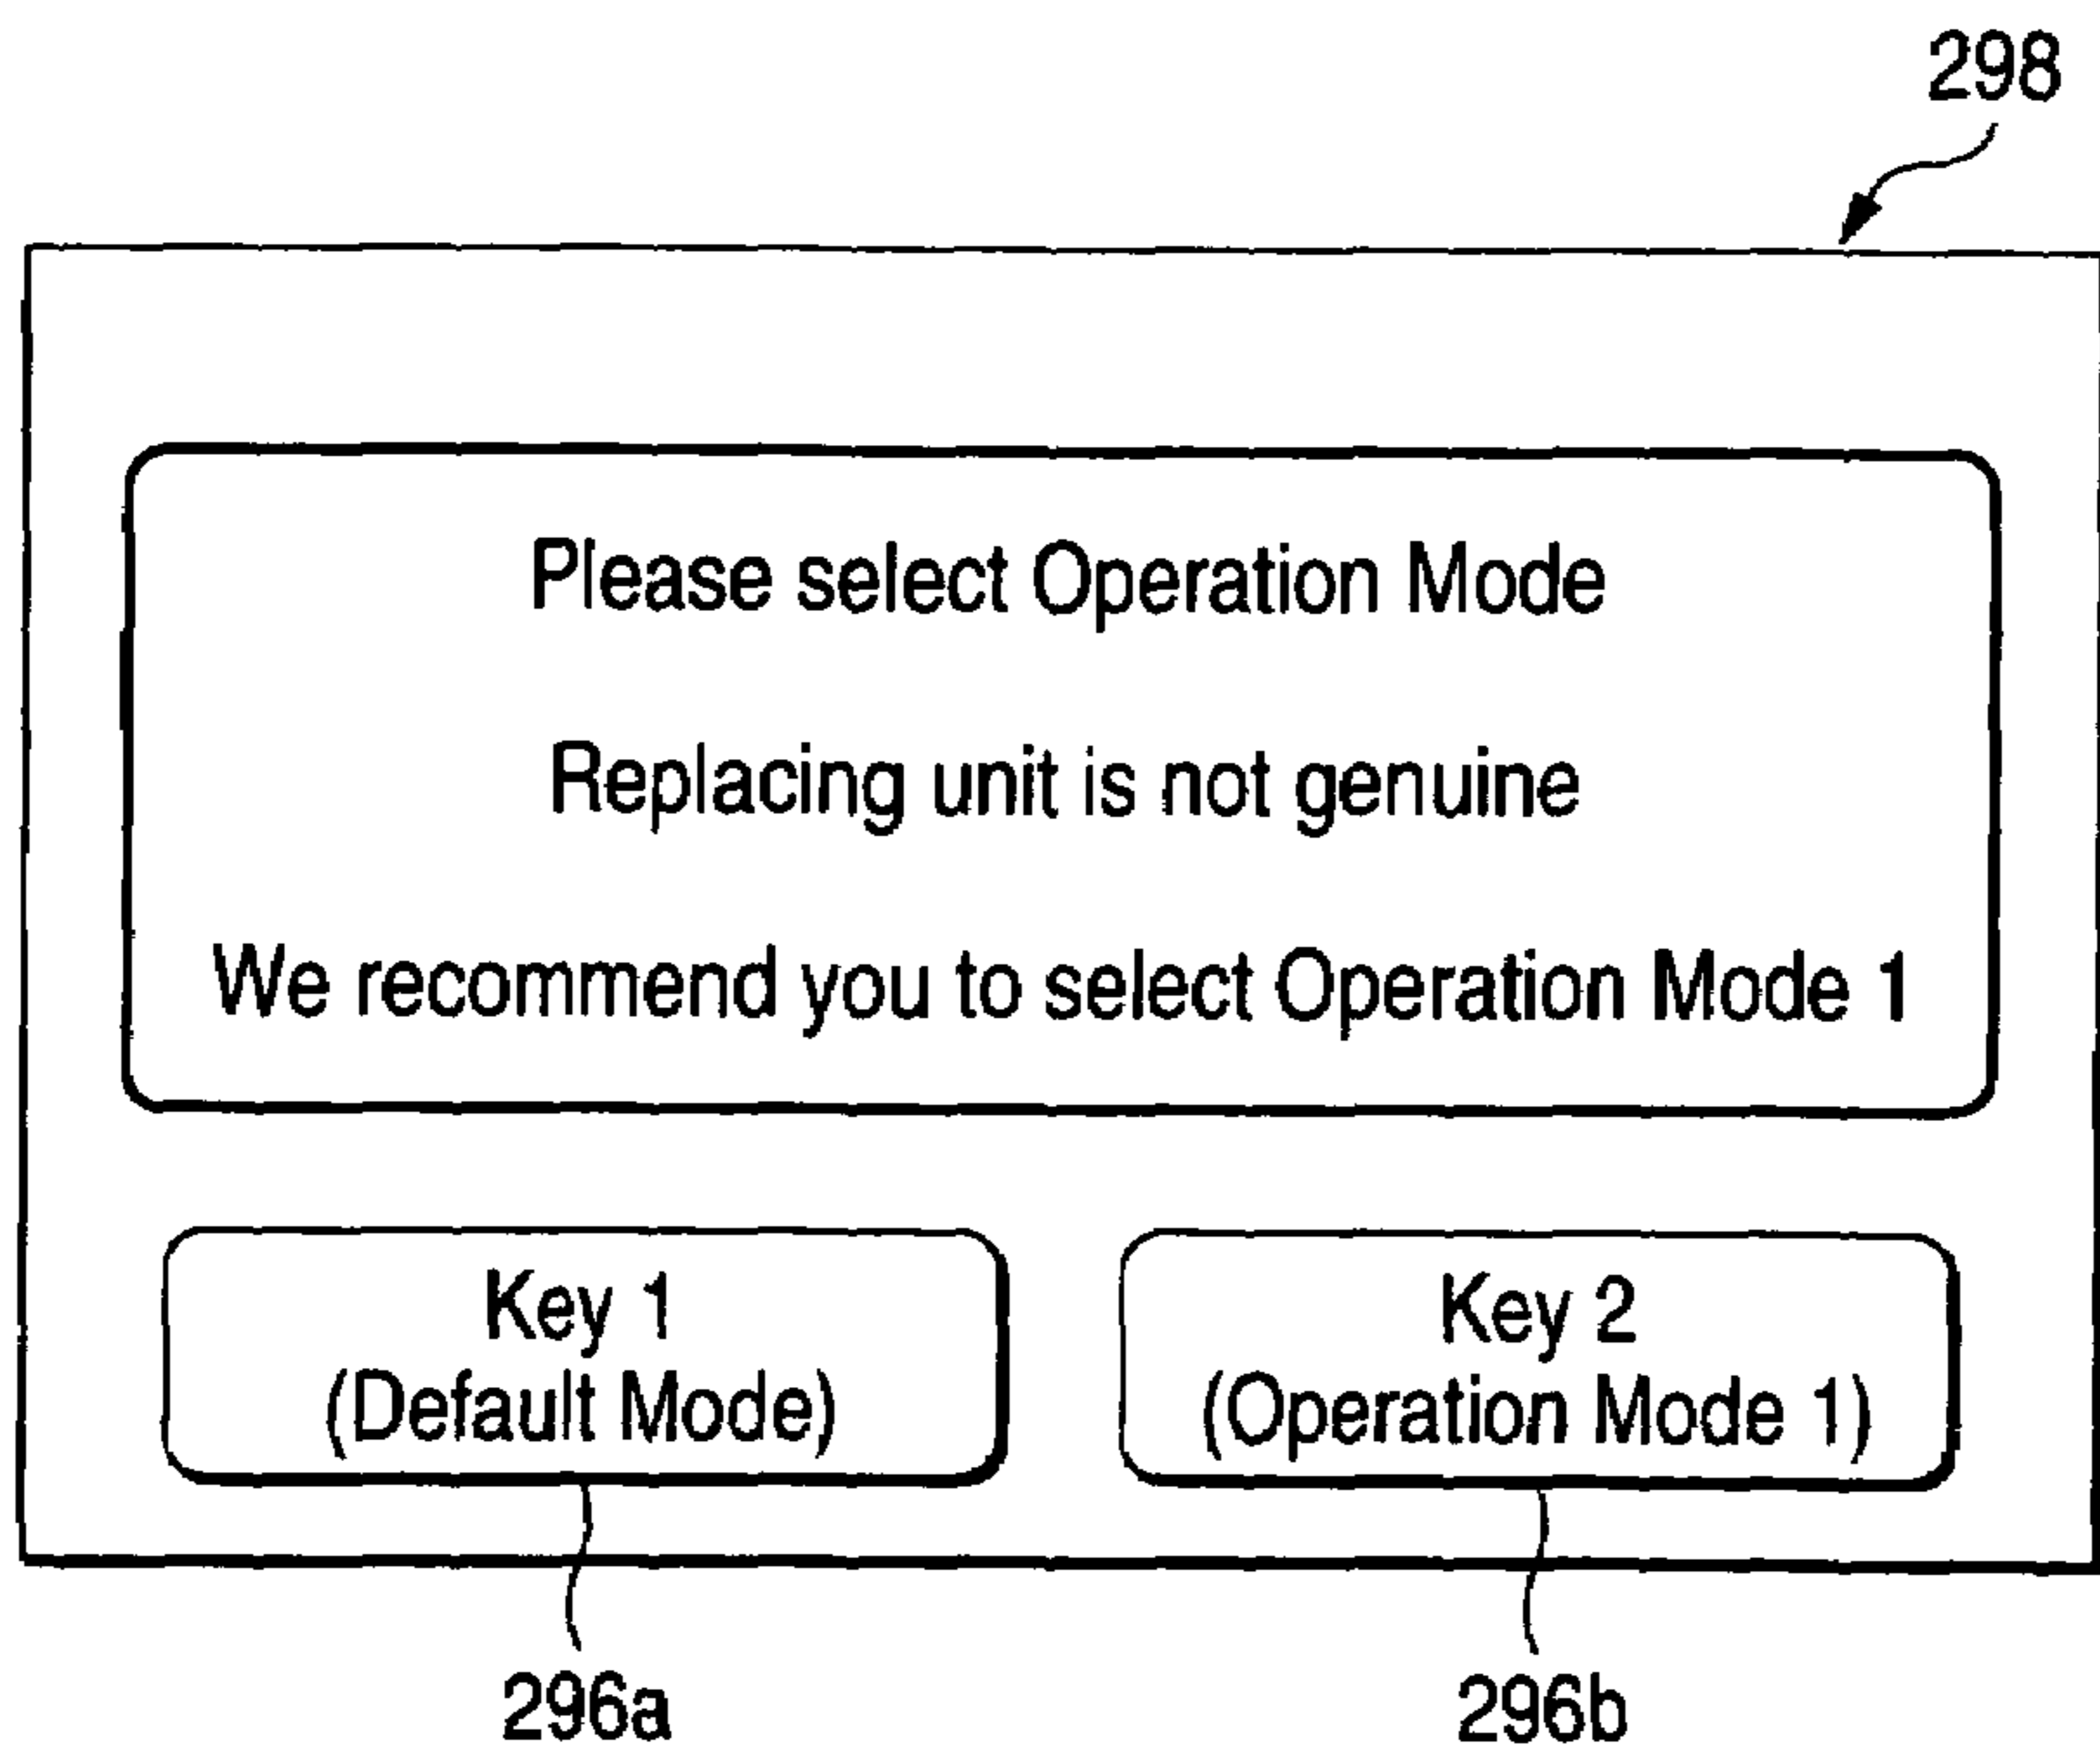 298
Please select Operation Mode
Replacing unit is not genuine
We recommend you to select Operation Mode 1
Key 1
(Default Mode)
Key 2
(Operation Mode 1)
296a
296b